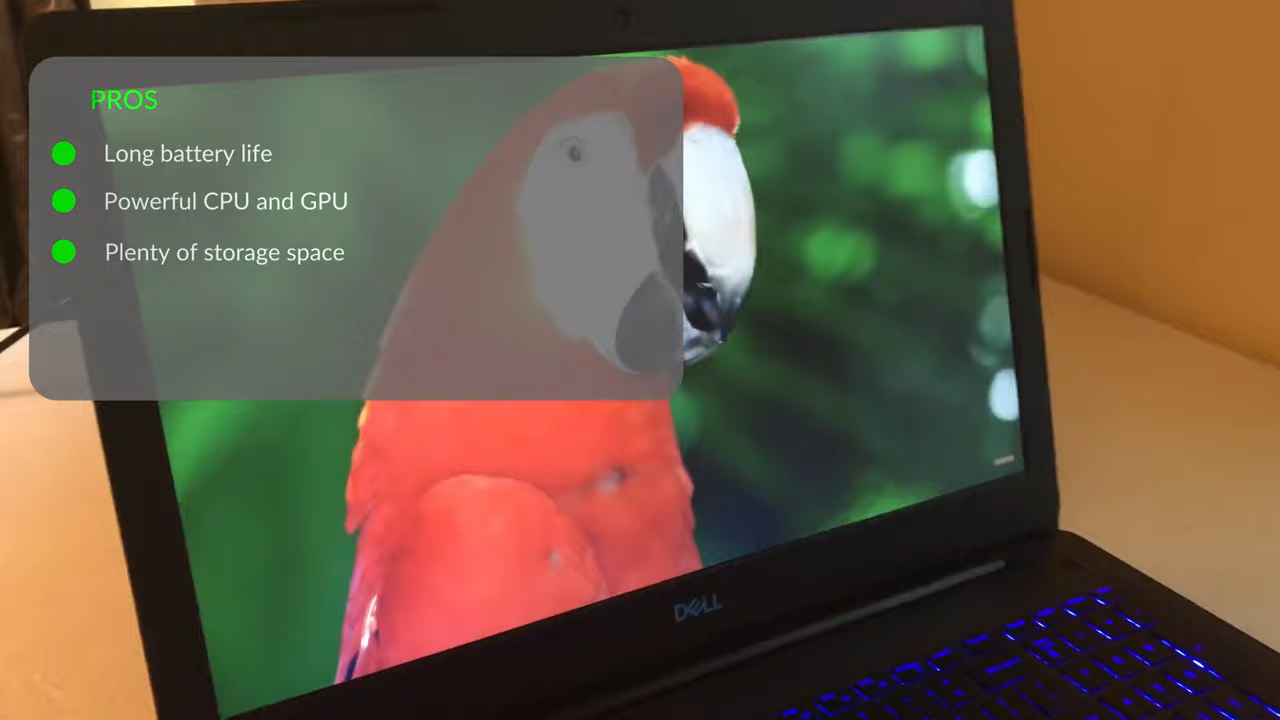 PROS
Long battery life
Powerful CPU and GPU
Plenty of storage space
DELL